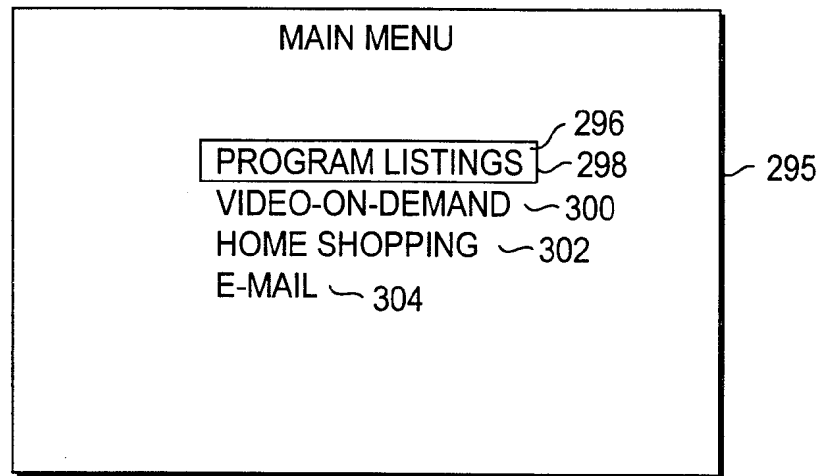 MAIN MENU
296
PROGRAM LISTINGS 298
295
VIDEO-ON-DEMAND 300
HOME SHOPPING 302
E-MAIL 304